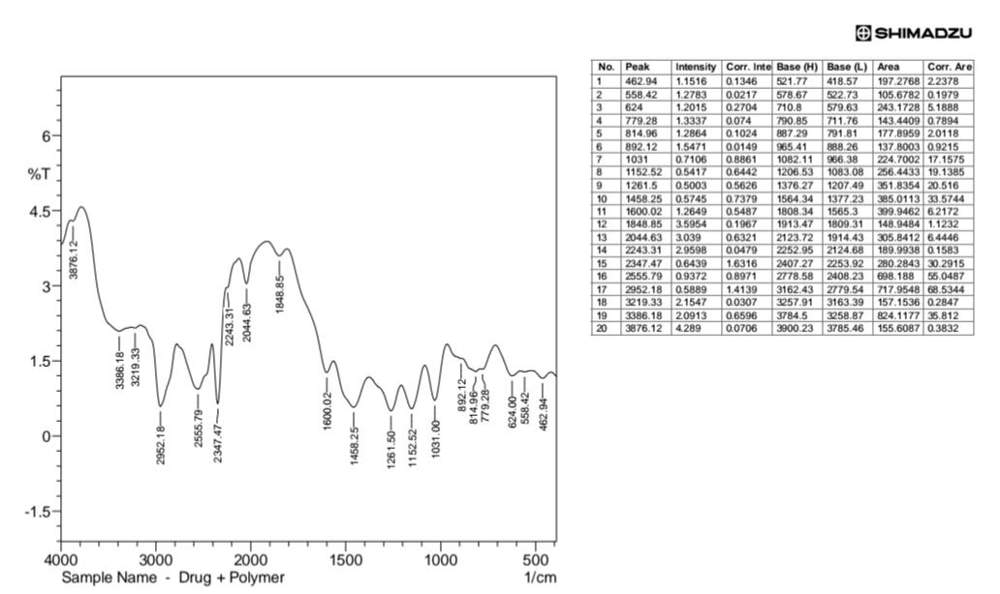 SHIMADZU
No. Peak Intensity Corr. Inte Base (H) Base (L) Area Corr. Are
1 462.94 1.1516 0.1346 521.77 418.57 197.2768 2.2378
2 558.42 1.2783 0.0217 578.67 522.73 105.6782 0.1979
3 624 1.2015 0.2704 710.8 579.63 243.1728 5.1888
4 779.28 1.3337 0.074 790.85 711.76 143.4409 0.7894
5 814.96 1.2864 0.1024 887.29 791.81 177.8959 2.0118
6 892.12 1.5471 0.0149 965.41 888.26 137.8003 0.9215
7 1031 0.7106 0.8861 1082.11 966.38 224.7002 17.1575
8 1152.52 0.5417 0.6442 1206.53 1083.08 256.4433 19.1385
9 1261.5 0.5003 0.5626 1376.27 1207.49 351.8354 20.516
10 1458.25 0.5745 0.7379 1564.34 1377.23 385.0113 33.5744
11 1600.02 1.2649 0.5487 1808.34 1565.3 399.9462 6.2172
12 1848.85 3.5954 0.1967 1913.47 1809.31 148.9484 1.1232
13 2044.63 3.039 0.6321 2123.72 1914.43 305.8412 6.4446
14 2243.31 2.9598 0.0479 2252.95 2124.68 189.9938 0.1583
15 2347.47 0.6439 1.6316 2407.27 2253.92 280.2843 30.2915
16 2555.79 0.9372 0.8971 2778.58 2408.23 698.188 55.0487
17 2952.18 0.5889 1.4139 3162.43 2779.54 717.9548 68.5344
18 3219.33 2.1547 0.0307 3257.91 3163.39 157.1536 0.2847
19 3386.18 2.0913 0.6596 3784.5 3258.87 824.1177 35.812
20 3876.12 4.289 0.0706 3900.23 3785.46 155.6087 0.3832
%T
6
4.5
3
1.5
0
-1.5
3876.12
3386.18
3219.33
2952.18
2555.79
2347.47
2243.31
2044.63
1848.85
1600.02
1458.25
1261.50
1152.52
1031.00
892.12
814.96
779.28
624.00
558.42
462.94
4000 3000 2000 1500 1000 500
Sample Name - Drug + Polymer 1/cm